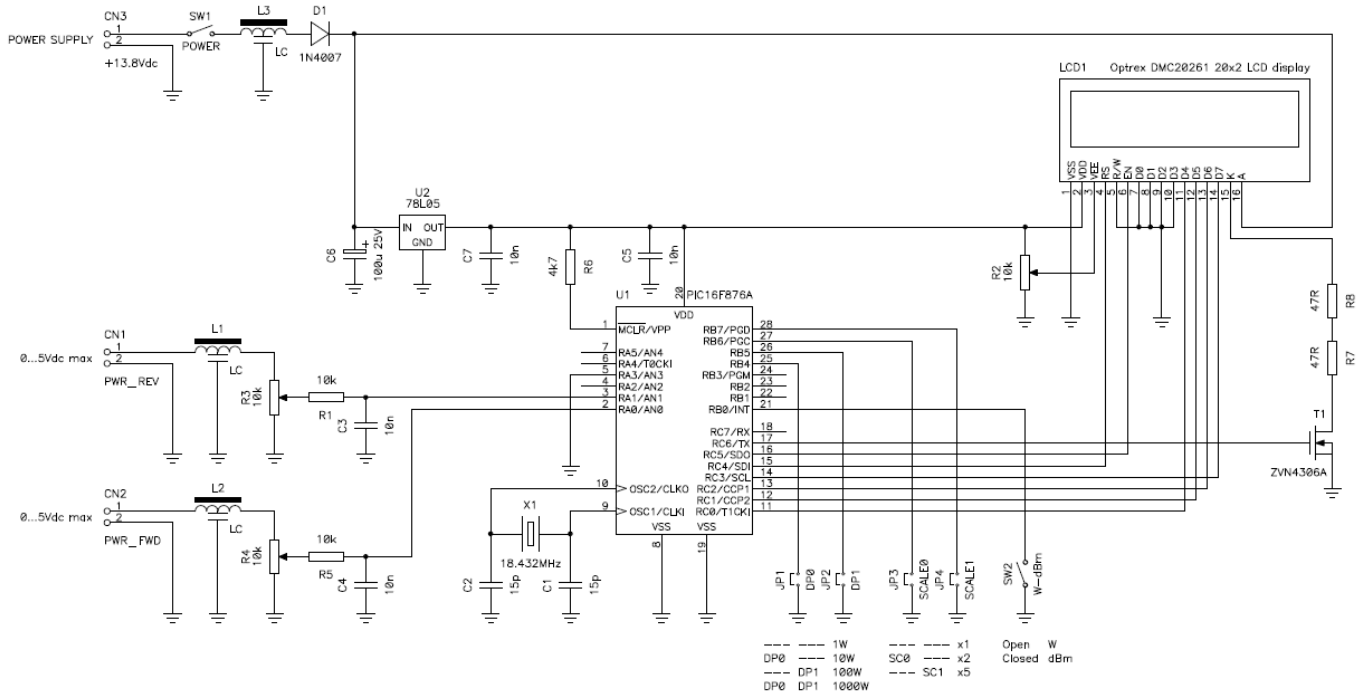 CN3
1
2
POWER SUPPLY
+13.8Vdc
SW1
POWER
L3
LC
D1
1N4007
LCD1 Optrex DMC20261 20x2 LCD display
VSS VDD VEE RS R/W EN D0 D1 D2 D3 D4 D5 D6 D7 K A
1 2 3 4 5 6 7 8 9 10 11 12 13 14 15 16
U2
78L05
IN OUT
GND
C6
+
100u 25V
C7
10n
4k7
R6
C5
10n
R2
10k
47R
R8
47R
R7
T1
ZVN4306A
U1
PIC16F876A
20
VDD
1 MCLR/VPP
7 RA5/AN4
6 RA4/T0CKI
5 RA3/AN3
4 RA2/AN2
3 RA1/AN1
2 RA0/AN0
10 OSC2/CLKO
9 OSC1/CLKI
VSS VSS
8 19
RB7/PGD 28
RB6/PGC 27
RB5 26
RB4 25
RB3/PGM 24
RB2 23
RB1 22
RB0/INT 21
RC7/RX 18
RC6/TX 17
RC5/SDO 16
RC4/SDI 15
RC3/SCL 14
RC2/CCP1 13
RC1/CCP2 12
RC0/T1CKI 11
CN1
1
2
0...5Vdc max
PWR_REV
L1
LC
R3
10k
10k
R1
C3
10n
CN2
1
2
0...5Vdc max
PWR_FWD
L2
LC
R4
10k
10k
R5
C4
10n
X1
18.432MHz
C2
15p
C1
15p
JP1
DP0
JP2
DP1
JP3
SCALE0
JP4
SCALE1
SW2
W-dBm
--- --- 1W
DP0 --- 10W
--- DP1 100W
DP0 DP1 1000W
--- --- x1
SC0 --- x2
--- SC1 x5
Open W
Closed dBm